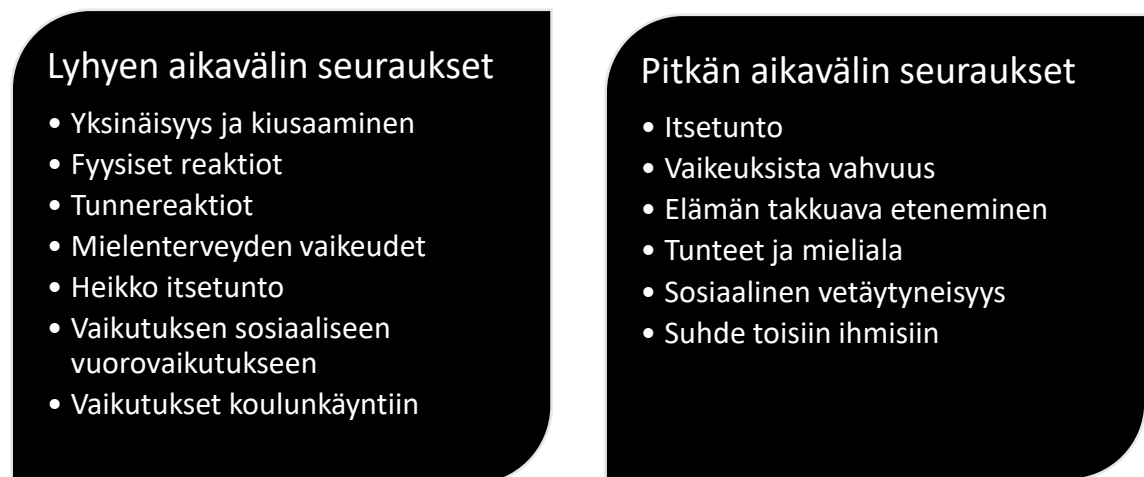 Lyhyen aikavälin seuraukset
• Yksinäisyys ja kiusaaminen
• Fyysiset reaktiot
• Tunnereaktiot
• Mielenterveyden vaikeudet
• Heikko itsetunto
• Vaikutuksen sosiaaliseen
vuorovaikutukseen
• Vaikutukset koulunkäyntiin
Pitkän aikavälin seuraukset
• Itsetunto
• Vaikeuksista vahvuus
• Elämän takkuava eteneminen
• Tunteet ja mieliala
• Sosiaalinen vetäytyneisyys
• Suhde toisiin ihmisiin